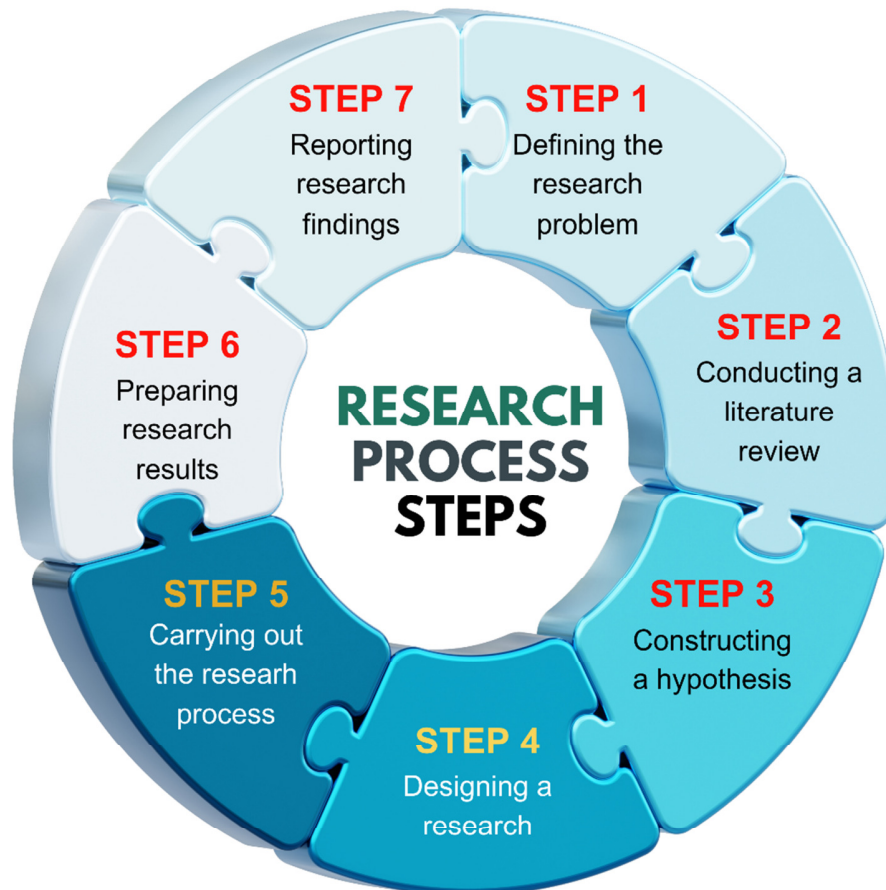 RESEARCH
PROCESS
STEPS
STEP 1
Defining the
research
problem
STEP 2
Conducting a
literature
review
STEP 3
Constructing
a hypothesis
STEP 4
Designing a
research
STEP 5
Carrying out
the researh
process
STEP 6
Preparing
research
results
STEP 7
Reporting
research
findings